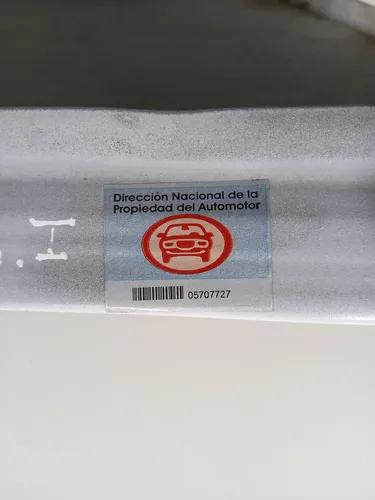 Dirección Nacional de la
Propiedad del Automotor
05707727